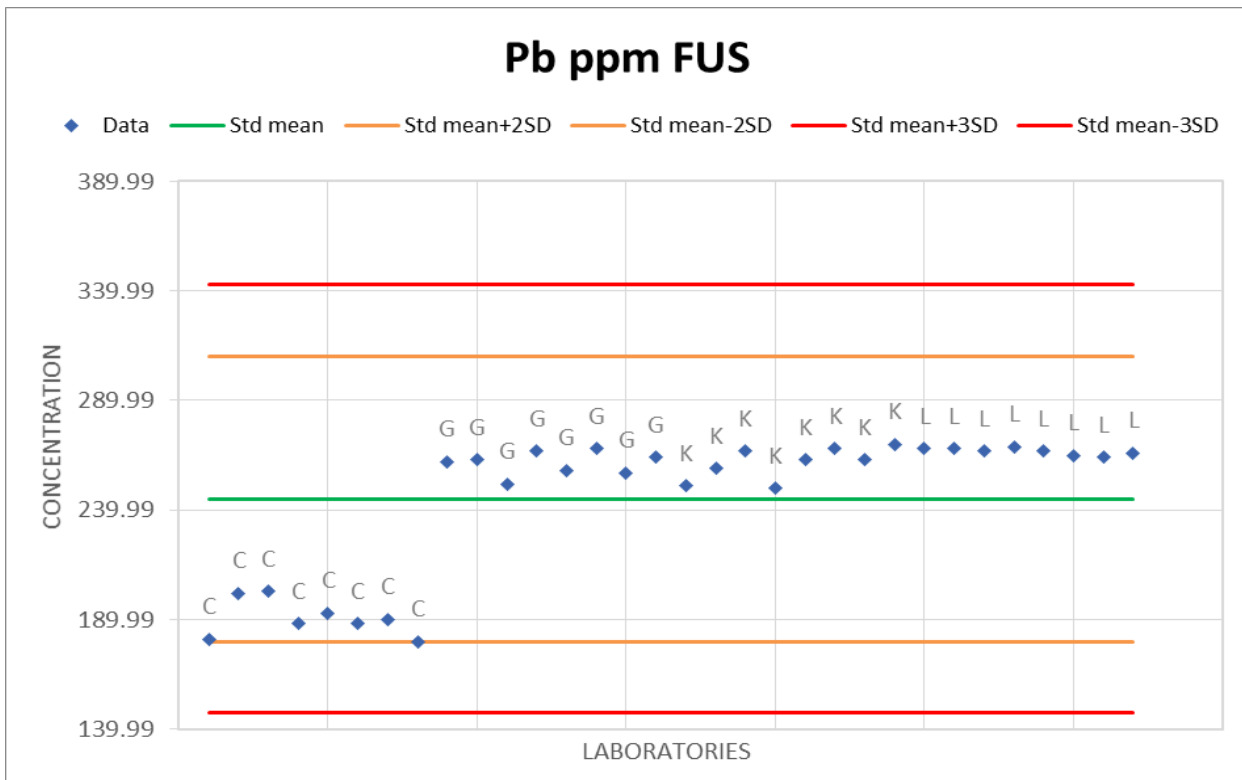 Pb ppm FUS
Data Std mean Std mean+2SD Std mean-2SD Std mean+3SD Std mean-3SD
389.99
339.99
289.99
239.99
189.99
139.99
CONCENTRATION
C C C C C C C C G G G G G G G G K K K K K K K K L L L L L L L L
LABORATORIES